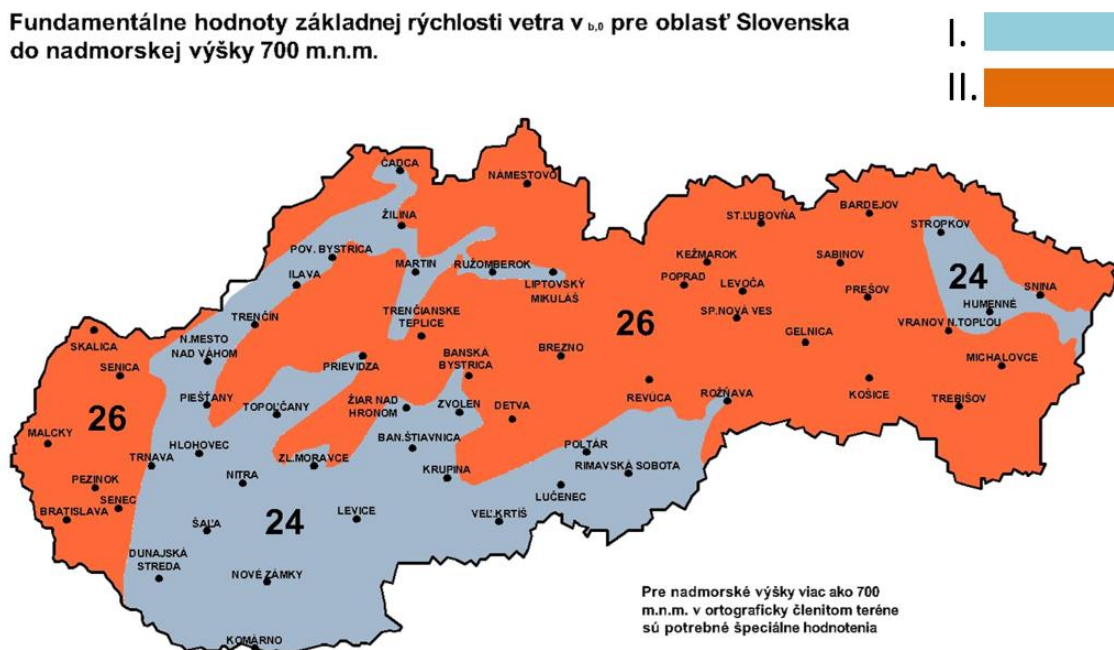 Fundamentálne hodnoty základnej rýchlosti vetra v b,0 pre oblasť Slovenska
do nadmorskej výšky 700 m.n.m.
I.
II.
ČADCA
NÁMESTOVO
ŽILINA
ST.ĽUBOVŇA
BARDEJOV
STROPKOV
POV. BYSTRICA
ILAVA
MARTIN
RUŽOMBEROK
LIPTOVSKÝ
MIKULÁŠ
KEŽMAROK
POPRAD
LEVOČA
SABINOV
PREŠOV
24
SNINA
HUMENNÉ
TRENČÍN
TRENČIANSKE
TEPLICE
26
SP.NOVÁ VES
GELNICA
VRANOV N.TOPĽOU
SKALICA
N.MESTO
NAD VÁHOM
SENICA
PRIEVIDZA
BANSKÁ
BYSTRICA
BREZNO
MICHALOVCE
PIEŠŤANY
TOPOĽČANY
ŽIAR NAD
HRONOM
ZVOLEN
DETVA
REVÚCA
ROŽŇAVA
KOŠICE
TREBIŠOV
26
MALCKY
HLOHOVEC
TRNAVA
ZL.MORAVCE
BAN.ŠTIAVNICA
KRUPINA
POLTÁR
RIMAVSKÁ SOBOTA
PEZINOK
NITRA
SENEC
BRATISLAVA
LUČENEC
ŠAĽA
24
LEVICE
VEĽ.KRTÍŠ
DUNAJSKÁ
STREDA
NOVÉ ZÁMKY
KOMÁRNO
Pre nadmorské výšky viac ako 700
m.n.m. v ortograficky členitom teréne
sú potrebné špeciálne hodnotenia